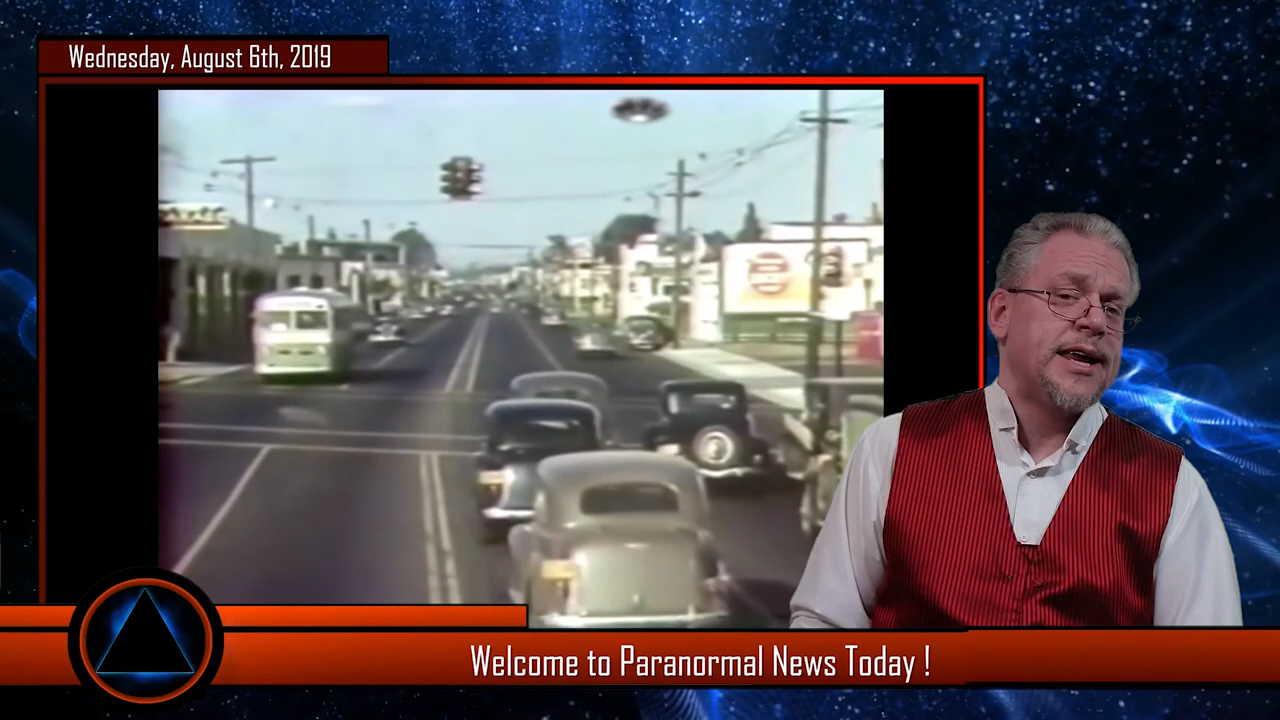 Wednesday, August 6th, 2019
Welcome to Paranormal News Today !